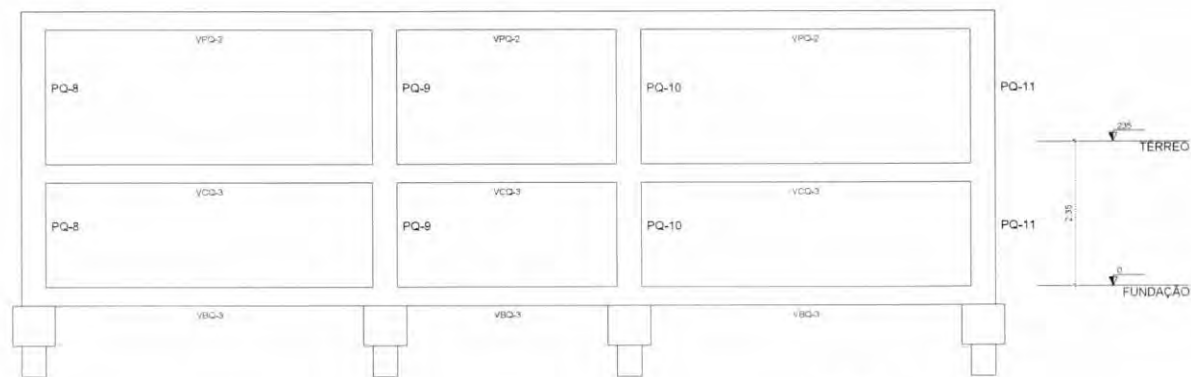 VPQ-2 VPQ-2 VPQ-2
PQ-8 PQ-9 PQ-10 PQ-11
235
TÉRREO
VCQ-3 VCQ-3 VCQ-3
2.35
PQ-8 PQ-9 PQ-10 PQ-11
0
FUNDAÇÃO
VBQ-3 VBQ-3 VBQ-3